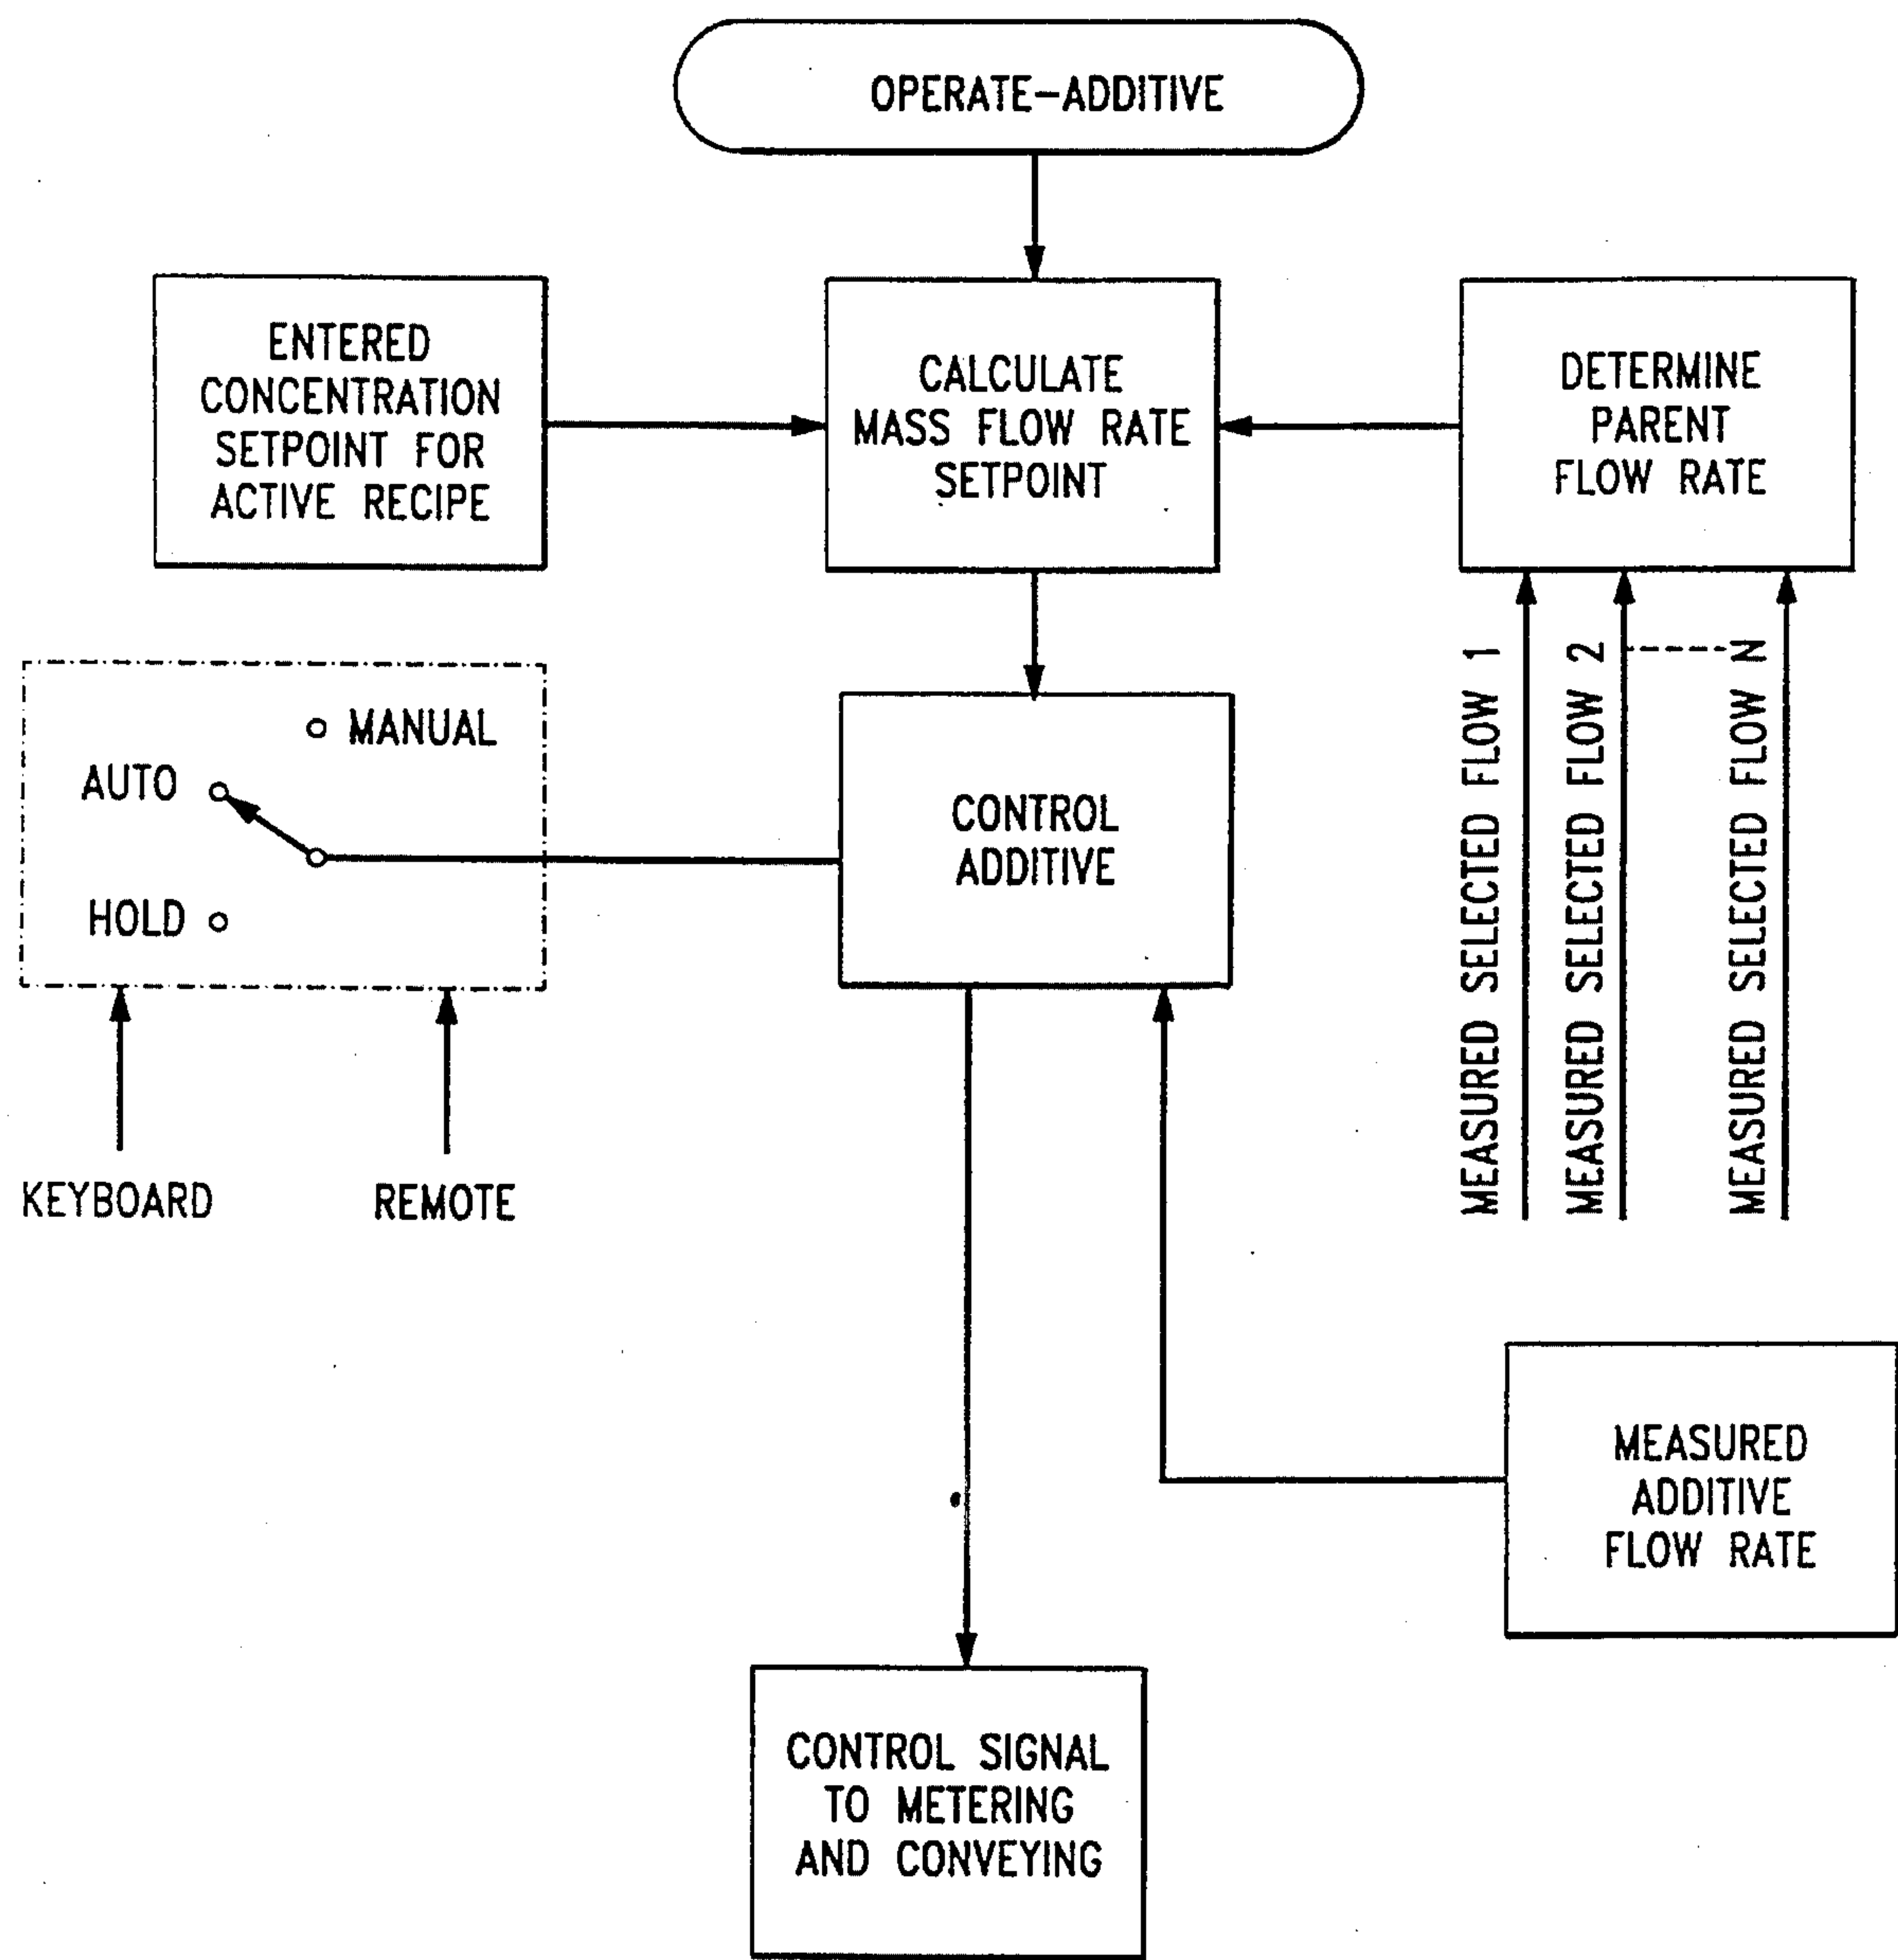 OPERATE-ADDITIVE
ENTERED
CONCENTRATION
SETPOINT FOR
ACTIVE RECIPE
CALCULATE
MASS FLOW RATE
SETPOINT
DETERMINE
PARENT
FLOW RATE
MANUAL
AUTO
HOLD
KEYBOARD
REMOTE
CONTROL
ADDITIVE
MEASURED SELECTED FLOW 1
MEASURED SELECTED FLOW 2
MEASURED SELECTED FLOW N
MEASURED
ADDITIVE
FLOW RATE
CONTROL SIGNAL
TO METERING
AND CONVEYING